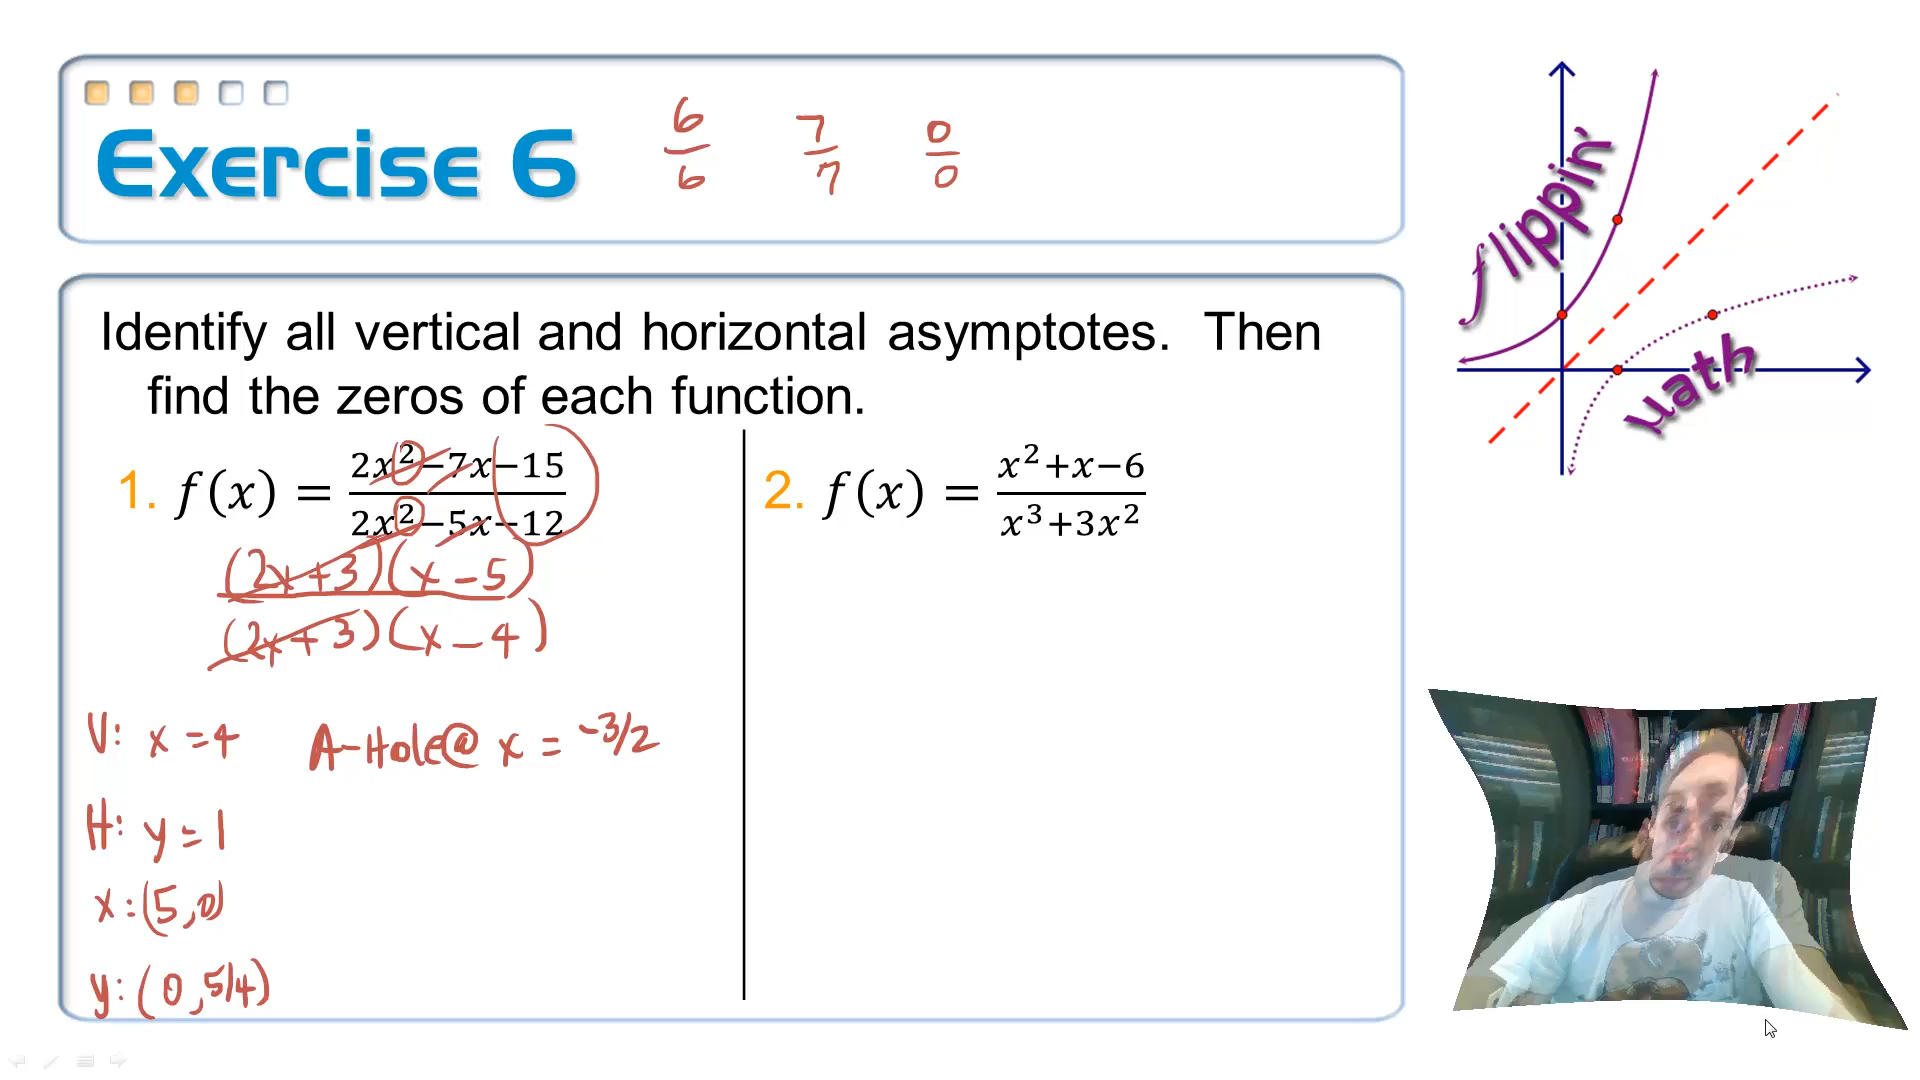 Exercise 6
6/6 7/7 0/0
flippin'
math
Identify all vertical and horizontal asymptotes. Then
find the zeros of each function.
1. f(x) = (2x²−7x−15)/(2x²−5x−12)
(2x+3)(x−5)
(2x+3)(x−4)
V: x=4 A-Hole@ x = -3/2
H: y=1
x:(5,0)
y:(0,5/4)
2. f(x) = (x²+x−6)/(x³+3x²)